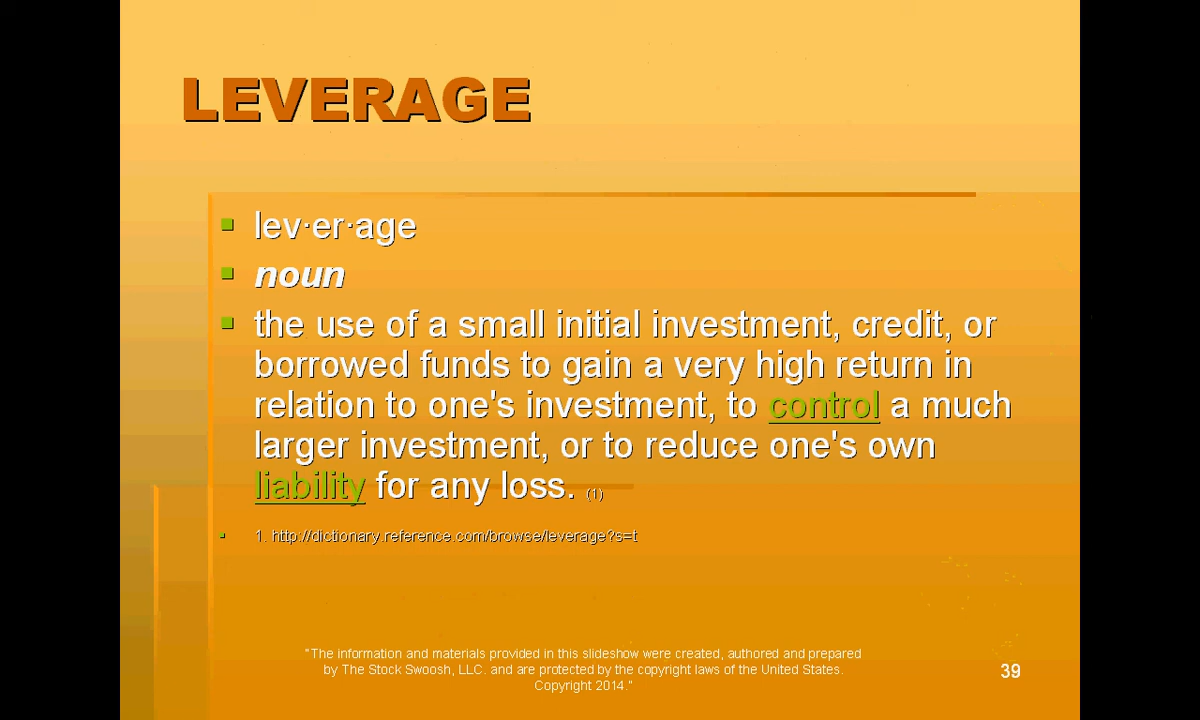 LEVERAGE
lev·er·age
noun
the use of a small initial investment, credit, or
borrowed funds to gain a very high return in
relation to one's investment, to control a much
larger investment, or to reduce one's own
liability for any loss. (1)
1. http://dictionary.reference.com/browse/leverage?s=t
"The information and materials provided in this slideshow were created, authored and prepared
by The Stock Swoosh, LLC. and are protected by the copyright laws of the United States.
Copyright 2014."
39